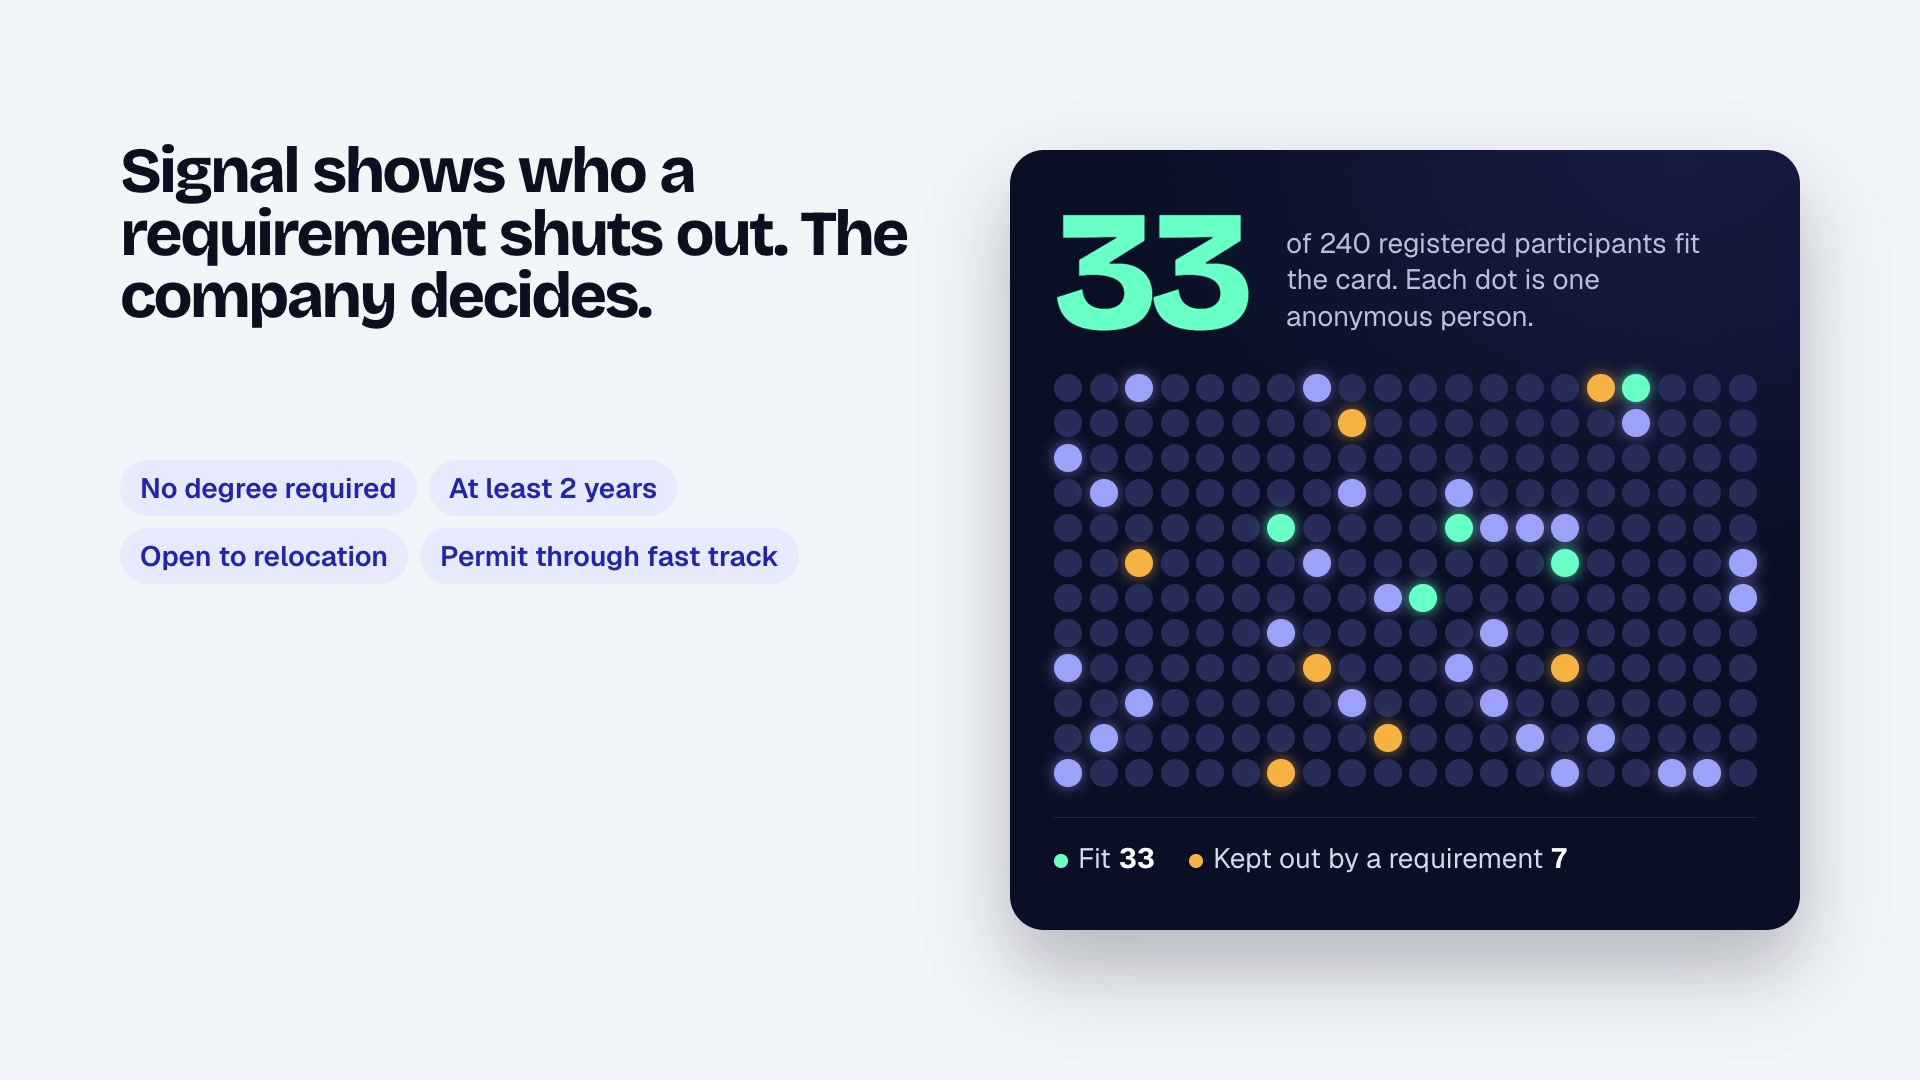 Signal shows who a
requirement shuts out. The
company decides.
No degree required
At least 2 years
Open to relocation
Permit through fast track
33
of 240 registered participants fit
the card. Each dot is one
anonymous person.
Fit 33
Kept out by a requirement 7